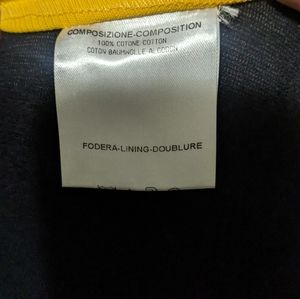 COMPOSIZIONE-COMPOSITION
100% COTONE COTTON
COTON BAUMWOLLE ALGODON
FODERA-LINING-DOUBLURE